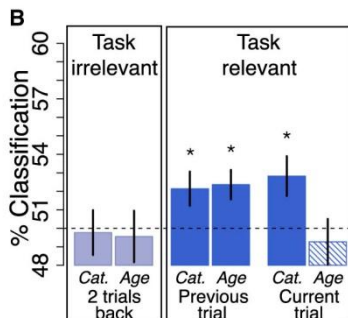 B
Task
irrelevant
Task
relevant
% Classification
60
57
54
51
48
* * *
Cat. Age Cat. Age Cat. Age
2 trials
back
Previous
trial
Current
trial